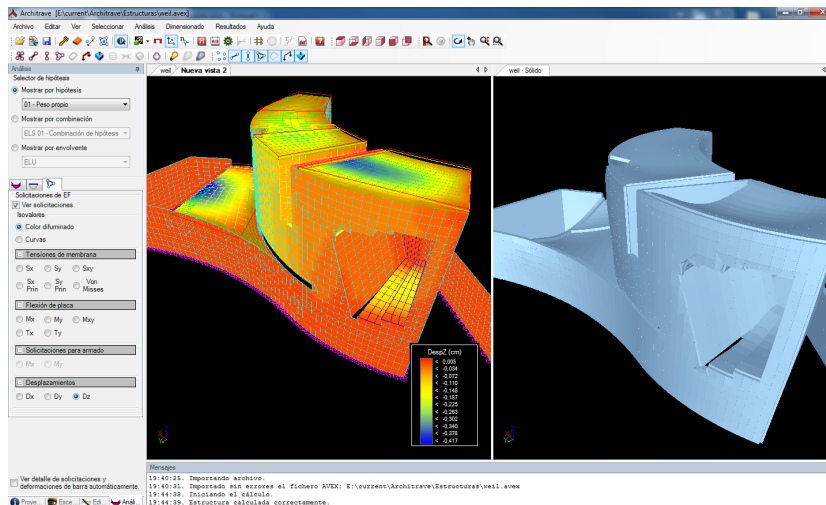 Architrave [E:\current\Architrave\Estructuras\weil.avex]
Archivo Editar Ver Seleccionar Análisis Dimensionado Resultados Ayuda
Análisis
Selector de hipótesis
Mostrar por hipótesis
01 - Peso propio
Mostrar por combinación
ELS 01 - Combinación de hipótesis
Mostrar por envolvente
ELU
Solicitaciones de EF
Ver solicitaciones
Isovalores
Color difuminado
Curvas
Tensiones de membrana
Sx Sy Sxy
Sx Prin Sy Prin Von Misses
Flexión de placa
Mx My Mxy
Tx Ty
Solicitaciones para armado
Mx My
Desplazamientos
Dx Dy Dz
Ver detalle de solicitaciones y
deformaciones de barra automáticamente.
Proye... Esce... Edi... Análi...
weil Nueva vista 2
DespZ (cm)
< 0,005
< -0,034
< -0,072
< -0,110
< -0,148
< -0,187
< -0,225
< -0,263
< -0,302
< -0,340
< -0,378
< -0,417
weil - Sólido
Mensajes
19:40:25. Importando archivo.
19:40:31. Importado sin errores el fichero AVEX: E:\current\Architrave\Estructuras\weil.avex
19:44:33. Iniciando el cálculo.
19:44:39. Estructura calculada correctamente.